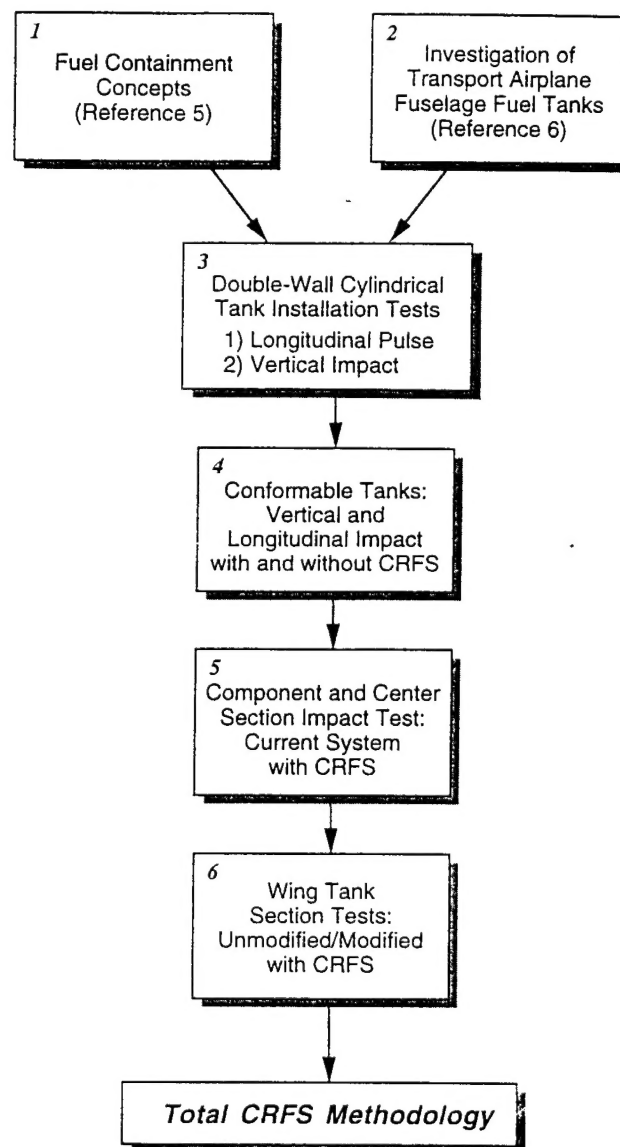 1
Fuel Containment
Concepts
(Reference 5)
2
Investigation of
Transport Airplane
Fuselage Fuel Tanks
(Reference 6)
3
Double-Wall Cylindrical
Tank Installation Tests
1) Longitudinal Pulse
2) Vertical Impact
4
Conformable Tanks:
Vertical and
Longitudinal Impact
with and without CRFS
5
Component and Center
Section Impact Test:
Current System
with CRFS
6
Wing Tank
Section Tests:
Unmodified/Modified
with CRFS
Total CRFS Methodology